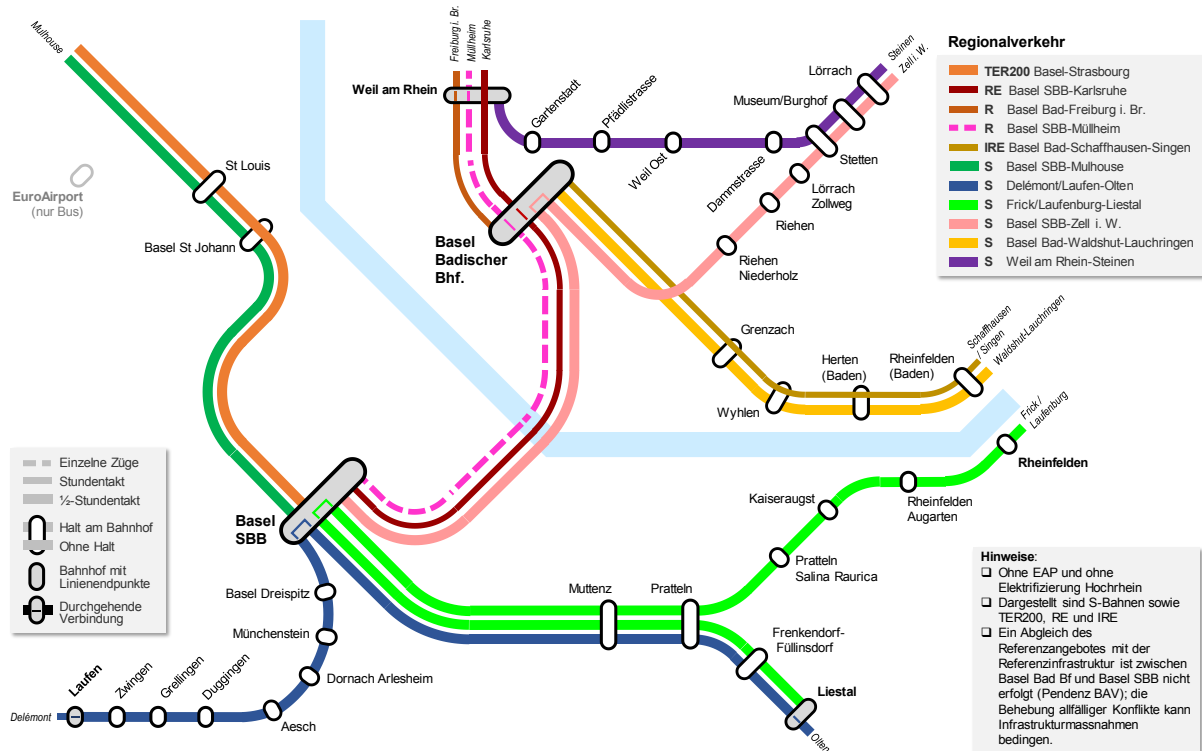 Mulhouse
Freiburg i. Br.
Müllheim
Karlsruhe
Weil am Rhein
Gartenstadt
Pfädlistrasse
Weil Ost
Dammstrasse
Lörrach
Museum/Burghof
Stetten
Lörrach
Zollweg
Riehen
Riehen
Niederholz
Steinen
Zell i. W.
St Louis
EuroAirport
(nur Bus)
Basel St Johann
Basel
Badischer
Bhf.
Grenzach
Wyhlen
Herten
(Baden)
Rheinfelden
(Baden)
Schaffhausen
/ Singen
Waldshut-Lauchringen
Frick /
Laufenburg
Rheinfelden
Rheinfelden
Augarten
Kaiseraugst
Pratteln
Salina Raurica
Basel
SBB
Muttenz
Pratteln
Frenkendorf-
Füllinsdorf
Liestal
Olten
Basel Dreispitz
Münchenstein
Dornach Arlesheim
Aesch
Duggingen
Grellingen
Zwingen
Laufen
Delémont
Regionalverkehr
TER200 Basel-Strasbourg
RE Basel SBB-Karlsruhe
R Basel Bad-Freiburg i. Br.
R Basel SBB-Müllheim
IRE Basel Bad-Schaffhausen-Singen
S Basel SBB-Mulhouse
S Delémont/Laufen-Olten
S Frick/Laufenburg-Liestal
S Basel SBB-Zell i. W.
S Basel Bad-Waldshut-Lauchringen
S Weil am Rhein-Steinen
Einzelne Züge
Stundentakt
½-Stundentakt
Halt am Bahnhof
Ohne Halt
Bahnhof mit
Linienendpunkte
Durchgehende
Verbindung
Hinweise:
❑ Ohne EAP und ohne
Elektrifizierung Hochrhein
❑ Dargestellt sind S-Bahnen sowie
TER200, RE und IRE
❑ Ein Abgleich des
Referenzangebotes mit der
Referenzinfrastruktur ist zwischen
Basel Bad Bf und Basel SBB nicht
erfolgt (Pendenz BAV); die
Behebung allfälliger Konflikte kann
Infrastrukturmassnahmen
bedingen.